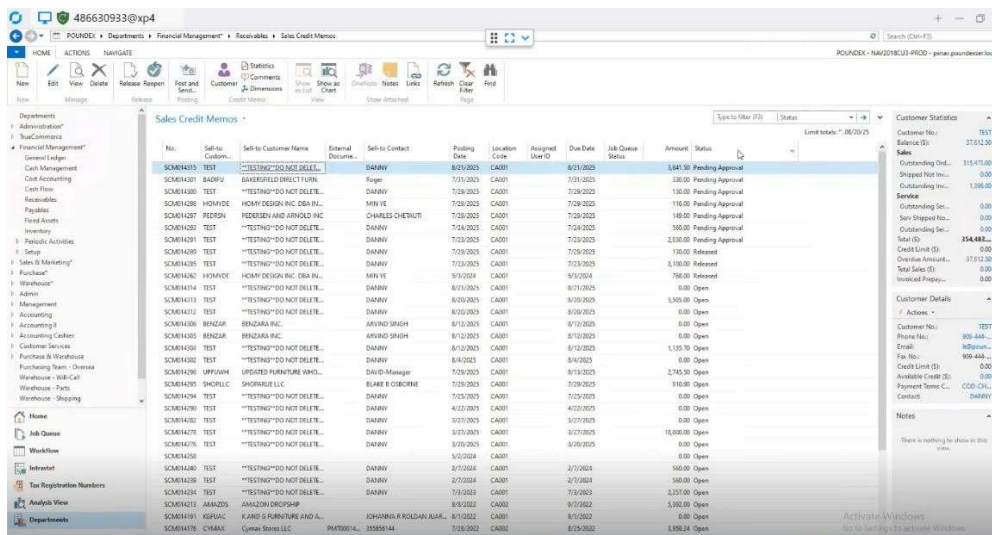 486630933@xp4
POUNDEX ▸ Departments ▸ Financial Management* ▸ Receivables ▸ Sales Credit Memos
Search (Ctrl+F3)
HOME ACTIONS NAVIGATE
POUNDEX - NAV2018CU3-PROD -
New Edit View Delete Release Reopen Post and Send... Customer Statistics Comments Dimensions Show as List Show as Chart OneNote Notes Links Refresh Clear Filter Find
New Manage Release Posting Credit Memo View Show Attached Page
Departments
Administration*
TrueCommerce
Financial Management*
General Ledger
Cash Management
Cost Accounting
Cash Flow
Receivables
Payables
Fixed Assets
Inventory
Periodic Activities
Setup
Sales & Marketing*
Purchase*
Warehouse*
Admin
Management
Accounting
Accounting II
Accounting Cashier
Customer Services
Purchase & Warehouse
Purchasing Team - Oversea
Warehouse - Will-Call
Warehouse - Parts
Warehouse - Shipping
Home
Job Queue
Workflow
Intrastat
Tax Registration Numbers
Analysis View
Departments
Sales Credit Memos
Type to filter (F3) Status
Limit totals: ''..08/20/25
No. Sell-to Custom... Sell-to Customer Name External Docume... Sell-to Contact Posting Date Location Code Assigned User ID Due Date Job Queue Status Amount Status
SCM014315 TEST **TESTING**DO NOT DELET... DANNY 8/21/2025 CA001 8/21/2025 Pending Approval
SCM014301 BADIFU BAKERSFIELD DIRECT FURN. Roger 7/31/2025 CA001 7/31/2025 330.00 Pending Approval
SCM014300 TEST **TESTING**DO NOT DELETE... DANNY 7/29/2025 CA001 7/29/2025 130.00 Pending Approval
SCM014298 HOMYDE HOMY DESIGN INC. DBA IN... MIN YE 7/29/2025 CA001 7/29/2025 116.00 Pending Approval
SCM014297 PEDRSN PEDERSEN AND ARNOLD INC CHARLES CHETAUTI 7/29/2025 CA001 7/29/2025 149.00 Pending Approval
SCM014293 TEST **TESTING**DO NOT DELETE... DANNY 7/24/2025 CA001 7/24/2025 560.00 Pending Approval
SCM014291 TEST **TESTING**DO NOT DELETE... DANNY 7/23/2025 CA001 7/23/2025 2,030.00 Pending Approval
SCM014299 TEST **TESTING**DO NOT DELETE... DANNY 7/29/2025 CA001 7/29/2025 130.00 Released
SCM014285 TEST **TESTING**DO NOT DELETE... DANNY 7/23/2025 CA001 7/23/2025 8,100.00 Released
SCM014262 HOMYDE HOMY DESIGN INC. DBA IN... MIN YE 5/3/2024 CA001 5/3/2024 788.00 Released
SCM014314 TEST **TESTING**DO NOT DELETE... DANNY 8/21/2025 CA001 8/21/2025 0.00 Open
SCM014313 TEST **TESTING**DO NOT DELETE... DANNY 8/20/2025 CA001 8/20/2025 Open
SCM014312 TEST **TESTING**DO NOT DELETE... DANNY 8/20/2025 CA001 8/20/2025 0.00 Open
SCM014306 BENZAR BENZARA INC. ARVIND SINGH 8/12/2025 CA001 8/12/2025 0.00 Open
SCM014305 BENZAR BENZARA INC. ARVIND SINGH 8/12/2025 CA001 8/12/2025 0.00 Open
SCM014304 TEST **TESTING**DO NOT DELETE... DANNY 8/12/2025 CA001 8/12/2025 Open
SCM014302 TEST **TESTING**DO NOT DELETE... DANNY 8/4/2025 CA001 8/4/2025 0.00 Open
SCM014296 UPFUWH UPDATED FURNITURE WHO... DAVID-Manager 7/29/2025 CA001 8/13/2025 2,745.50 Open
SCM014295 SHOPLLC SHOPARLIE LLC BLAKE B OSBORNE 7/29/2025 CA001 7/29/2025 910.00 Open
SCM014294 TEST **TESTING**DO NOT DELETE... DANNY 7/25/2025 CA001 7/25/2025 0.00 Open
SCM014290 TEST **TESTING**DO NOT DELETE... DANNY 4/22/2025 CA001 4/22/2025 0.00 Open
SCM014282 TEST **TESTING**DO NOT DELETE... DANNY 3/27/2025 CA001 3/27/2025 0.00 Open
SCM014278 TEST **TESTING**DO NOT DELETE... DANNY 3/27/2025 CA001 3/27/2025 Open
SCM014276 TEST **TESTING**DO NOT DELETE... DANNY 3/20/2025 CA001 3/20/2025 0.00 Open
SCM014258 5/2/2024 CA001 0.00 Open
SCM014240 TEST **TESTING**DO NOT DELETE... DANNY 2/7/2024 CA001 2/7/2024 560.00 Open
SCM014239 TEST **TESTING**DO NOT DELETE... DANNY 2/7/2024 CA001 2/7/2024 560.00 Open
SCM014234 TEST **TESTING**DO NOT DELETE... DANNY 7/3/2023 CA001 7/3/2023 2,257.00 Open
SCM014213 AMAZDS AMAZON DROPSHIP 8/8/2022 CA002 9/7/2022 5,592.00 Open
SCM014191 KGFUAC K AND G FURNITURE AND A... JOHANNA R ROLDAN JUAR... 8/1/2022 CA001 8/1/2022 0.00 Open
SCM014176 CYMAX Cymax Stores LLC PMT00014... 355656144 7/28/2022 CA002 8/25/2022 3,959.24 Open
Customer Statistics
Customer No.: TEST
Balance ($): 37,612.50
Sales
Outstanding Ord... 315,473.00
Shipped Not Inv... 0.00
Outstanding Inv... 1,398.00
Service
Outstanding Ser... 0.00
Serv Shipped No... 0.00
Outstanding Ser... 0.00
Total ($): 354,483....
Credit Limit ($): 0.00
Overdue Amount... 37,612.50
Total Sales ($): 0.00
Invoiced Prepay... 0.00
Customer Details
Actions
Customer No.: TEST
Phone No.: 909-444-...
Email:
Fax No.: 909-444-...
Credit Limit ($): 0.00
Available Credit ($): 0.00
Payment Terms C... COD-CH...
Contact: DANNY
Notes
There is nothing to show in this view.
Activate Windows
Go to Settings to activate Windows.